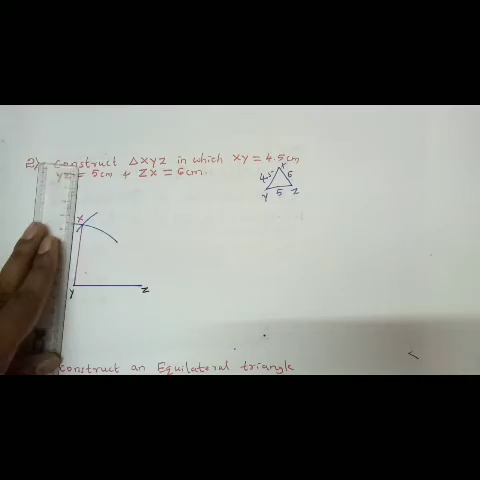 2) Construct △XYZ in which XY = 4.5cm
YZ = 5cm + ZX = 6cm.
X
4.5 6
Y 5 Z
X
Y Z
Construct an Equilateral triangle